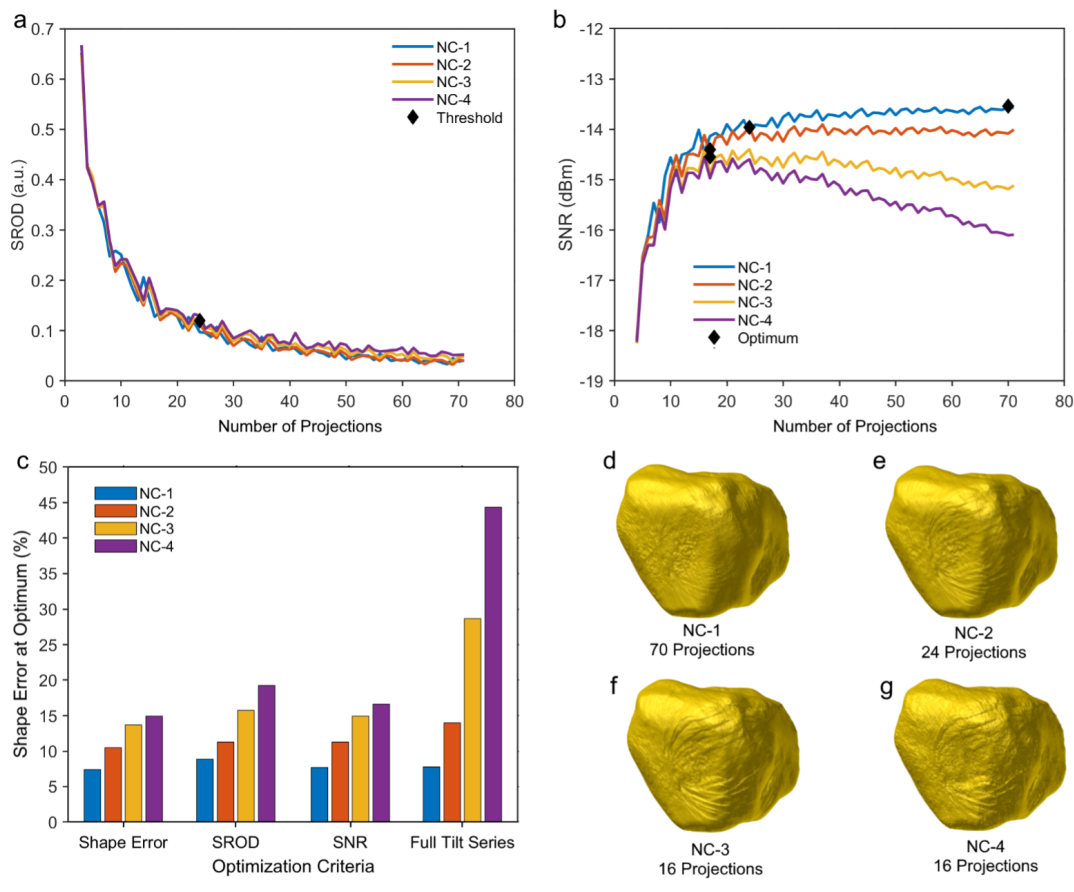 a
0.7
0.6
0.5
0.4
0.3
0.2
0.1
0
SROD (a.u.)
0 10 20 30 40 50 60 70 80
Number of Projections
NC-1
NC-2
NC-3
NC-4
Threshold
b
-12
-13
-14
-15
-16
-17
-18
-19
SNR (dBm)
0 10 20 30 40 50 60 70 80
Number of Projections
NC-1
NC-2
NC-3
NC-4
Optimum
c
50
45
40
35
30
25
20
15
10
5
0
Shape Error at Optimum (%)
NC-1
NC-2
NC-3
NC-4
Shape Error SROD SNR Full Tilt Series
Optimization Criteria
d
NC-1
70 Projections
e
NC-2
24 Projections
f
NC-3
16 Projections
g
NC-4
16 Projections